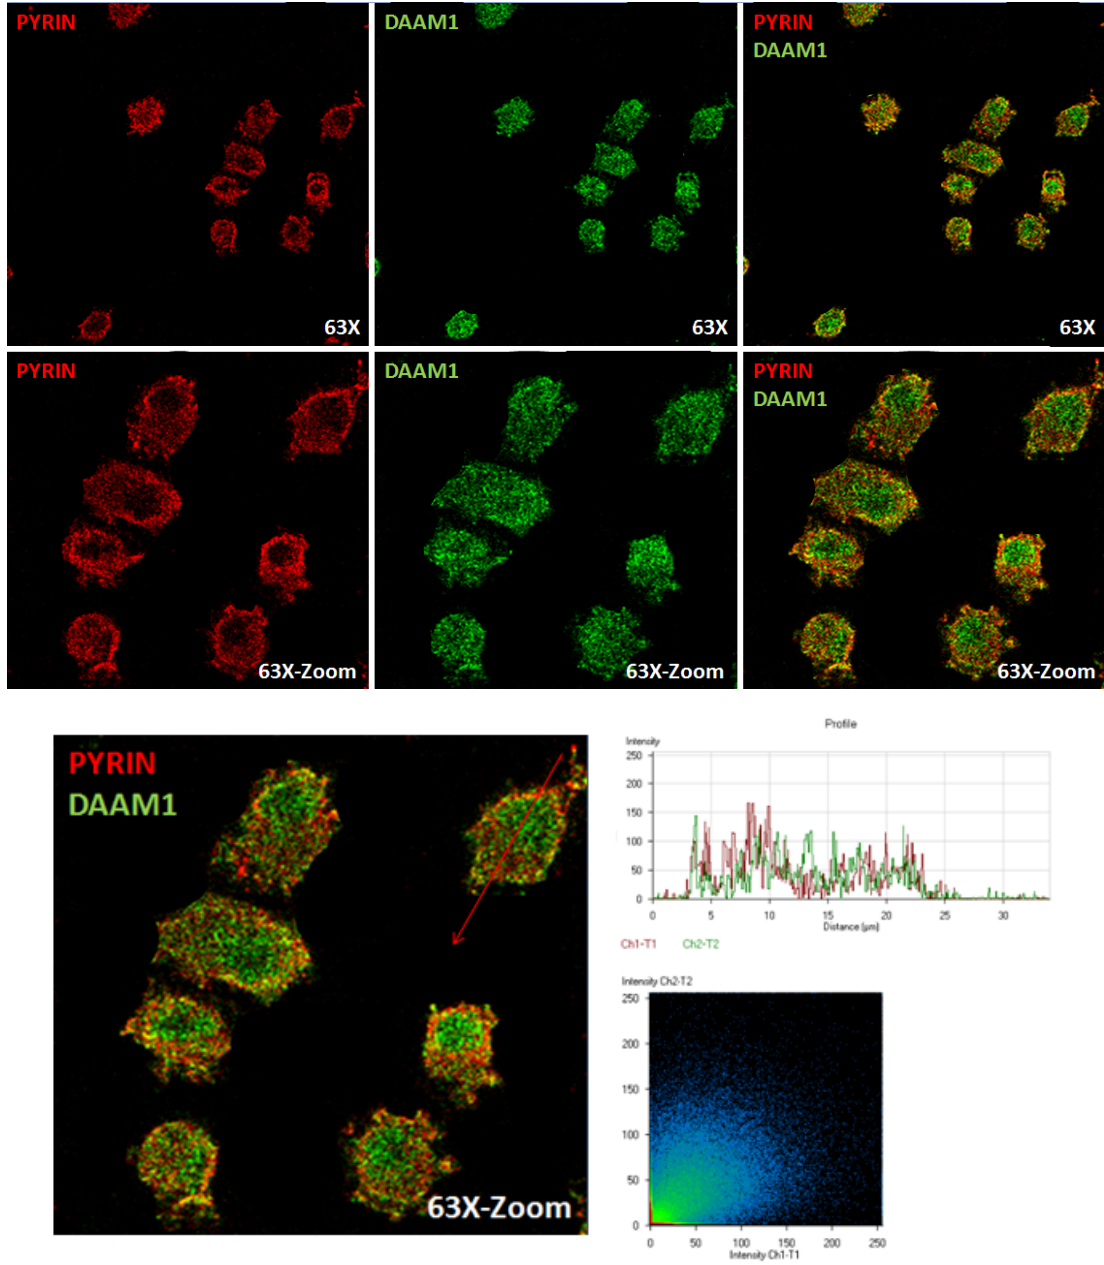 PYRIN
63X
DAAM1
63X
PYRIN
DAAM1
63X
PYRIN
63X-Zoom
DAAM1
63X-Zoom
PYRIN
DAAM1
63X-Zoom
PYRIN
DAAM1
63X-Zoom
Profile
Intensity
250
200
150
100
50
0
0 5 10 15 20 25 30
Distance [µm]
Ch1-T1 Ch2-T2
Intensity Ch2-T2
250
200
150
100
50
0
0 50 100 150 200 250
Intensity Ch1-T1